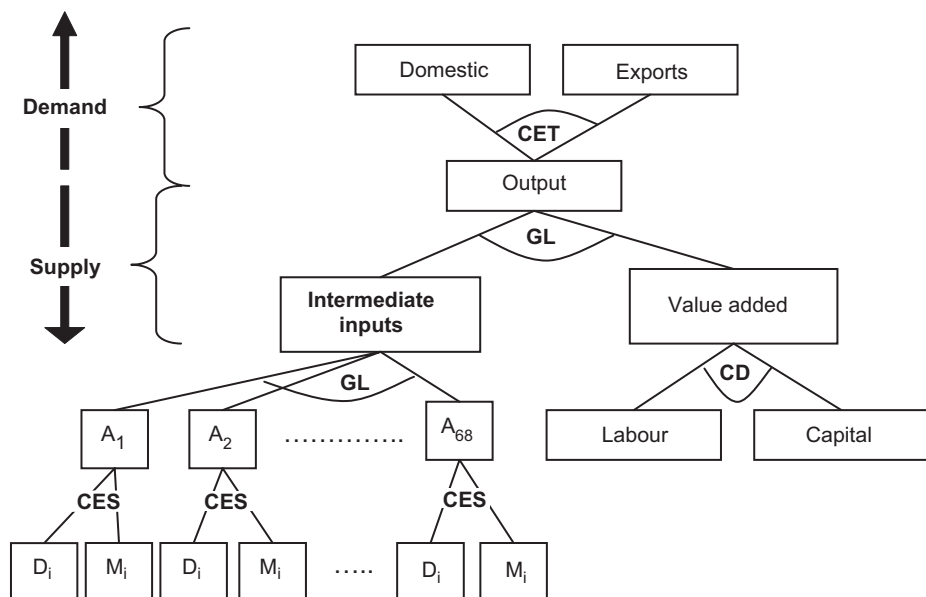 Domestic
Exports
Demand
CET
Output
GL
Supply
Intermediate
inputs
Value added
GL
CD
A₁
A₂
..............
A₆₈
Labour
Capital
CES
CES
CES
Dᵢ
Mᵢ
Dᵢ
Mᵢ
.....
Dᵢ
Mᵢ